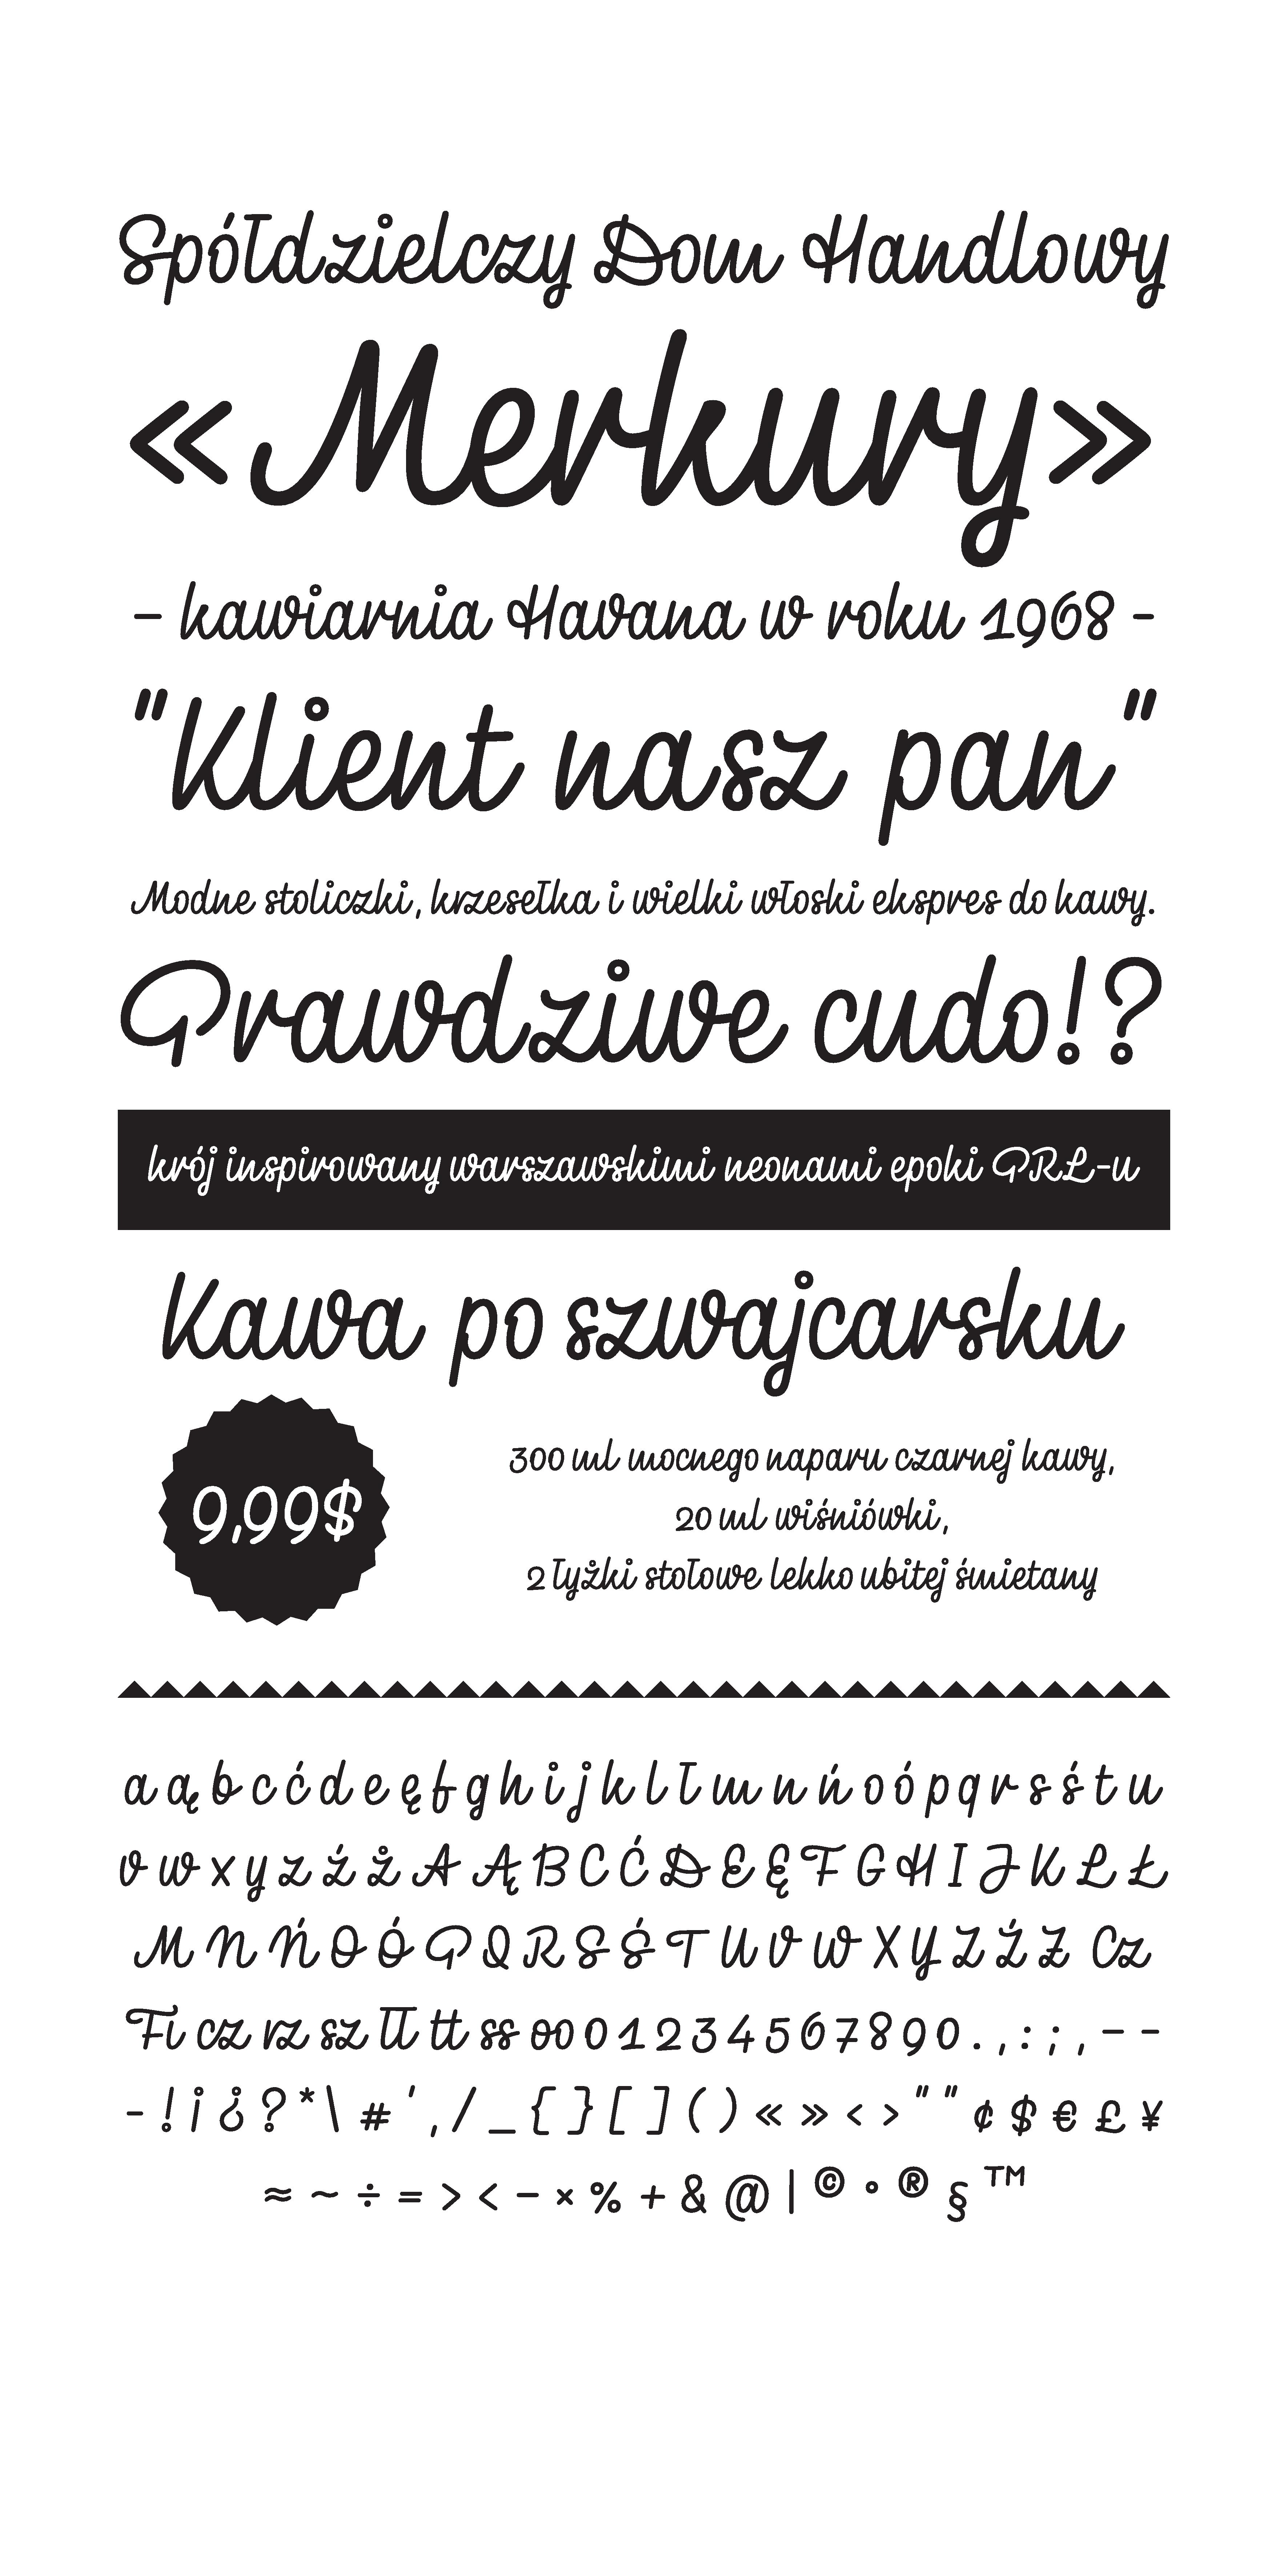 Spółdzielczy Dom Handlowy
«Merkury»
– kawiarnia Havana w roku 1968 -
"Klient nasz pan"
Modne stoliczki, krzesełka i wielki włoski ekspres do kawy.
Prawdziwe cudo!?
krój inspirowany warszawskimi neonami epoki PRL-u
Kawa po szwajcarsku
9,99$
300 ml mocnego naparu czarnej kawy,
20 ml wiśniówki,
2 łyżki stołowe lekko ubitej śmietany
a ą b c ć d e ę f g h i j k l ł m n ń o ó p q r s ś t u
v w x y z ź ż A Ą B C Ć D E Ę F G H I J K L Ł
M N Ń O Ó P Q R S Ś T U V W X Y Z Ź Ż Cz
Fi cz rz sz łł tt ss oo 0 1 2 3 4 5 6 7 8 9 0 . , : ; , – –
- ! ¡ ¿ ? * \ # ' , / _ { } [ ] ( ) « » ‹ › " " ¢ $ € £ ¥
≈ ~ ÷ = > < − × % + & @ | © • ® § ™